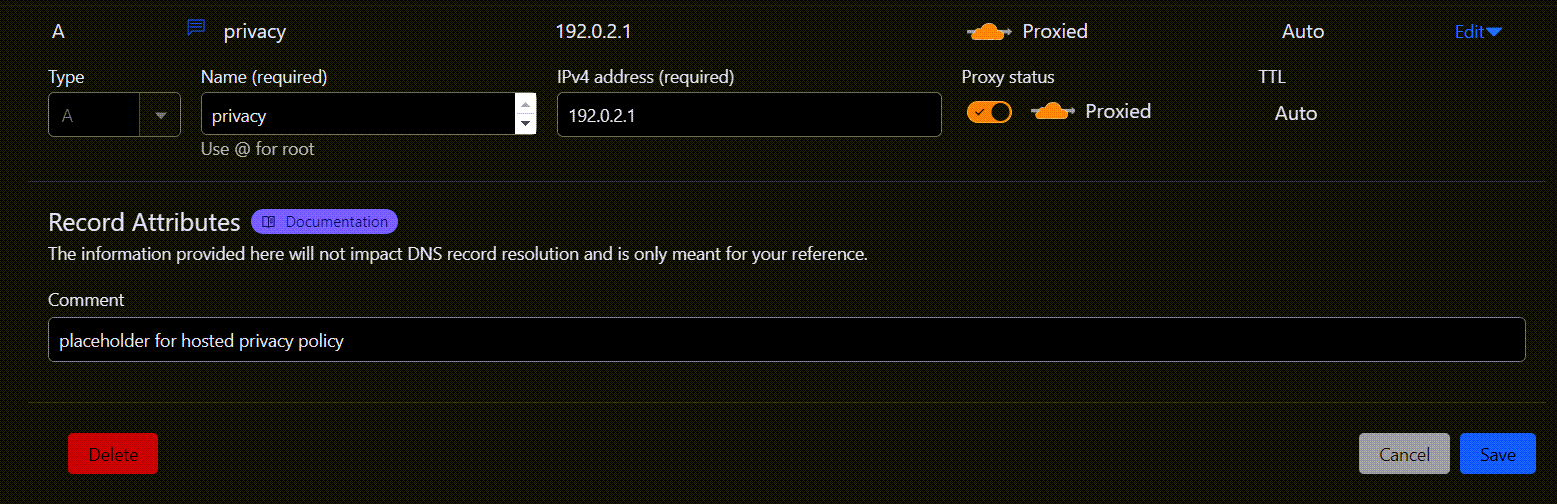 A privacy 192.0.2.1 Proxied Auto Edit
Type Name (required) IPv4 address (required) Proxy status TTL
A privacy 192.0.2.1 Proxied Auto
Use @ for root
Record Attributes Documentation
The information provided here will not impact DNS record resolution and is only meant for your reference.
Comment
placeholder for hosted privacy policy
Delete Cancel Save